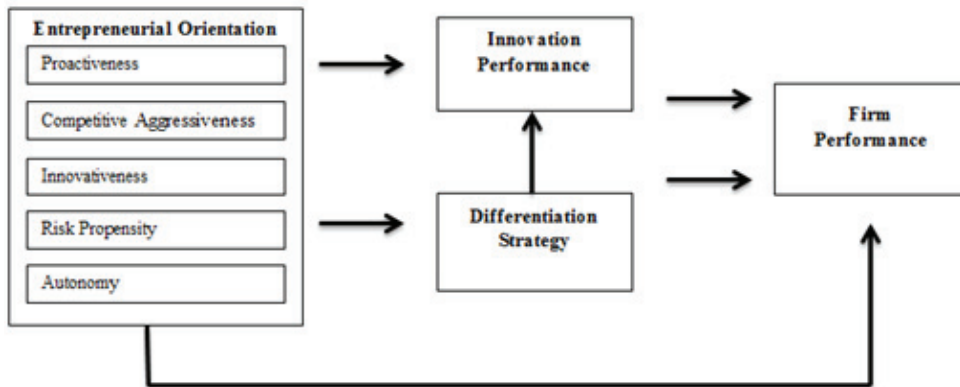 Entrepreneurial Orientation
Proactiveness
Competitive Aggressiveness
Innovativeness
Risk Propensity
Autonomy
Innovation
Performance
Differentiation
Strategy
Firm
Performance